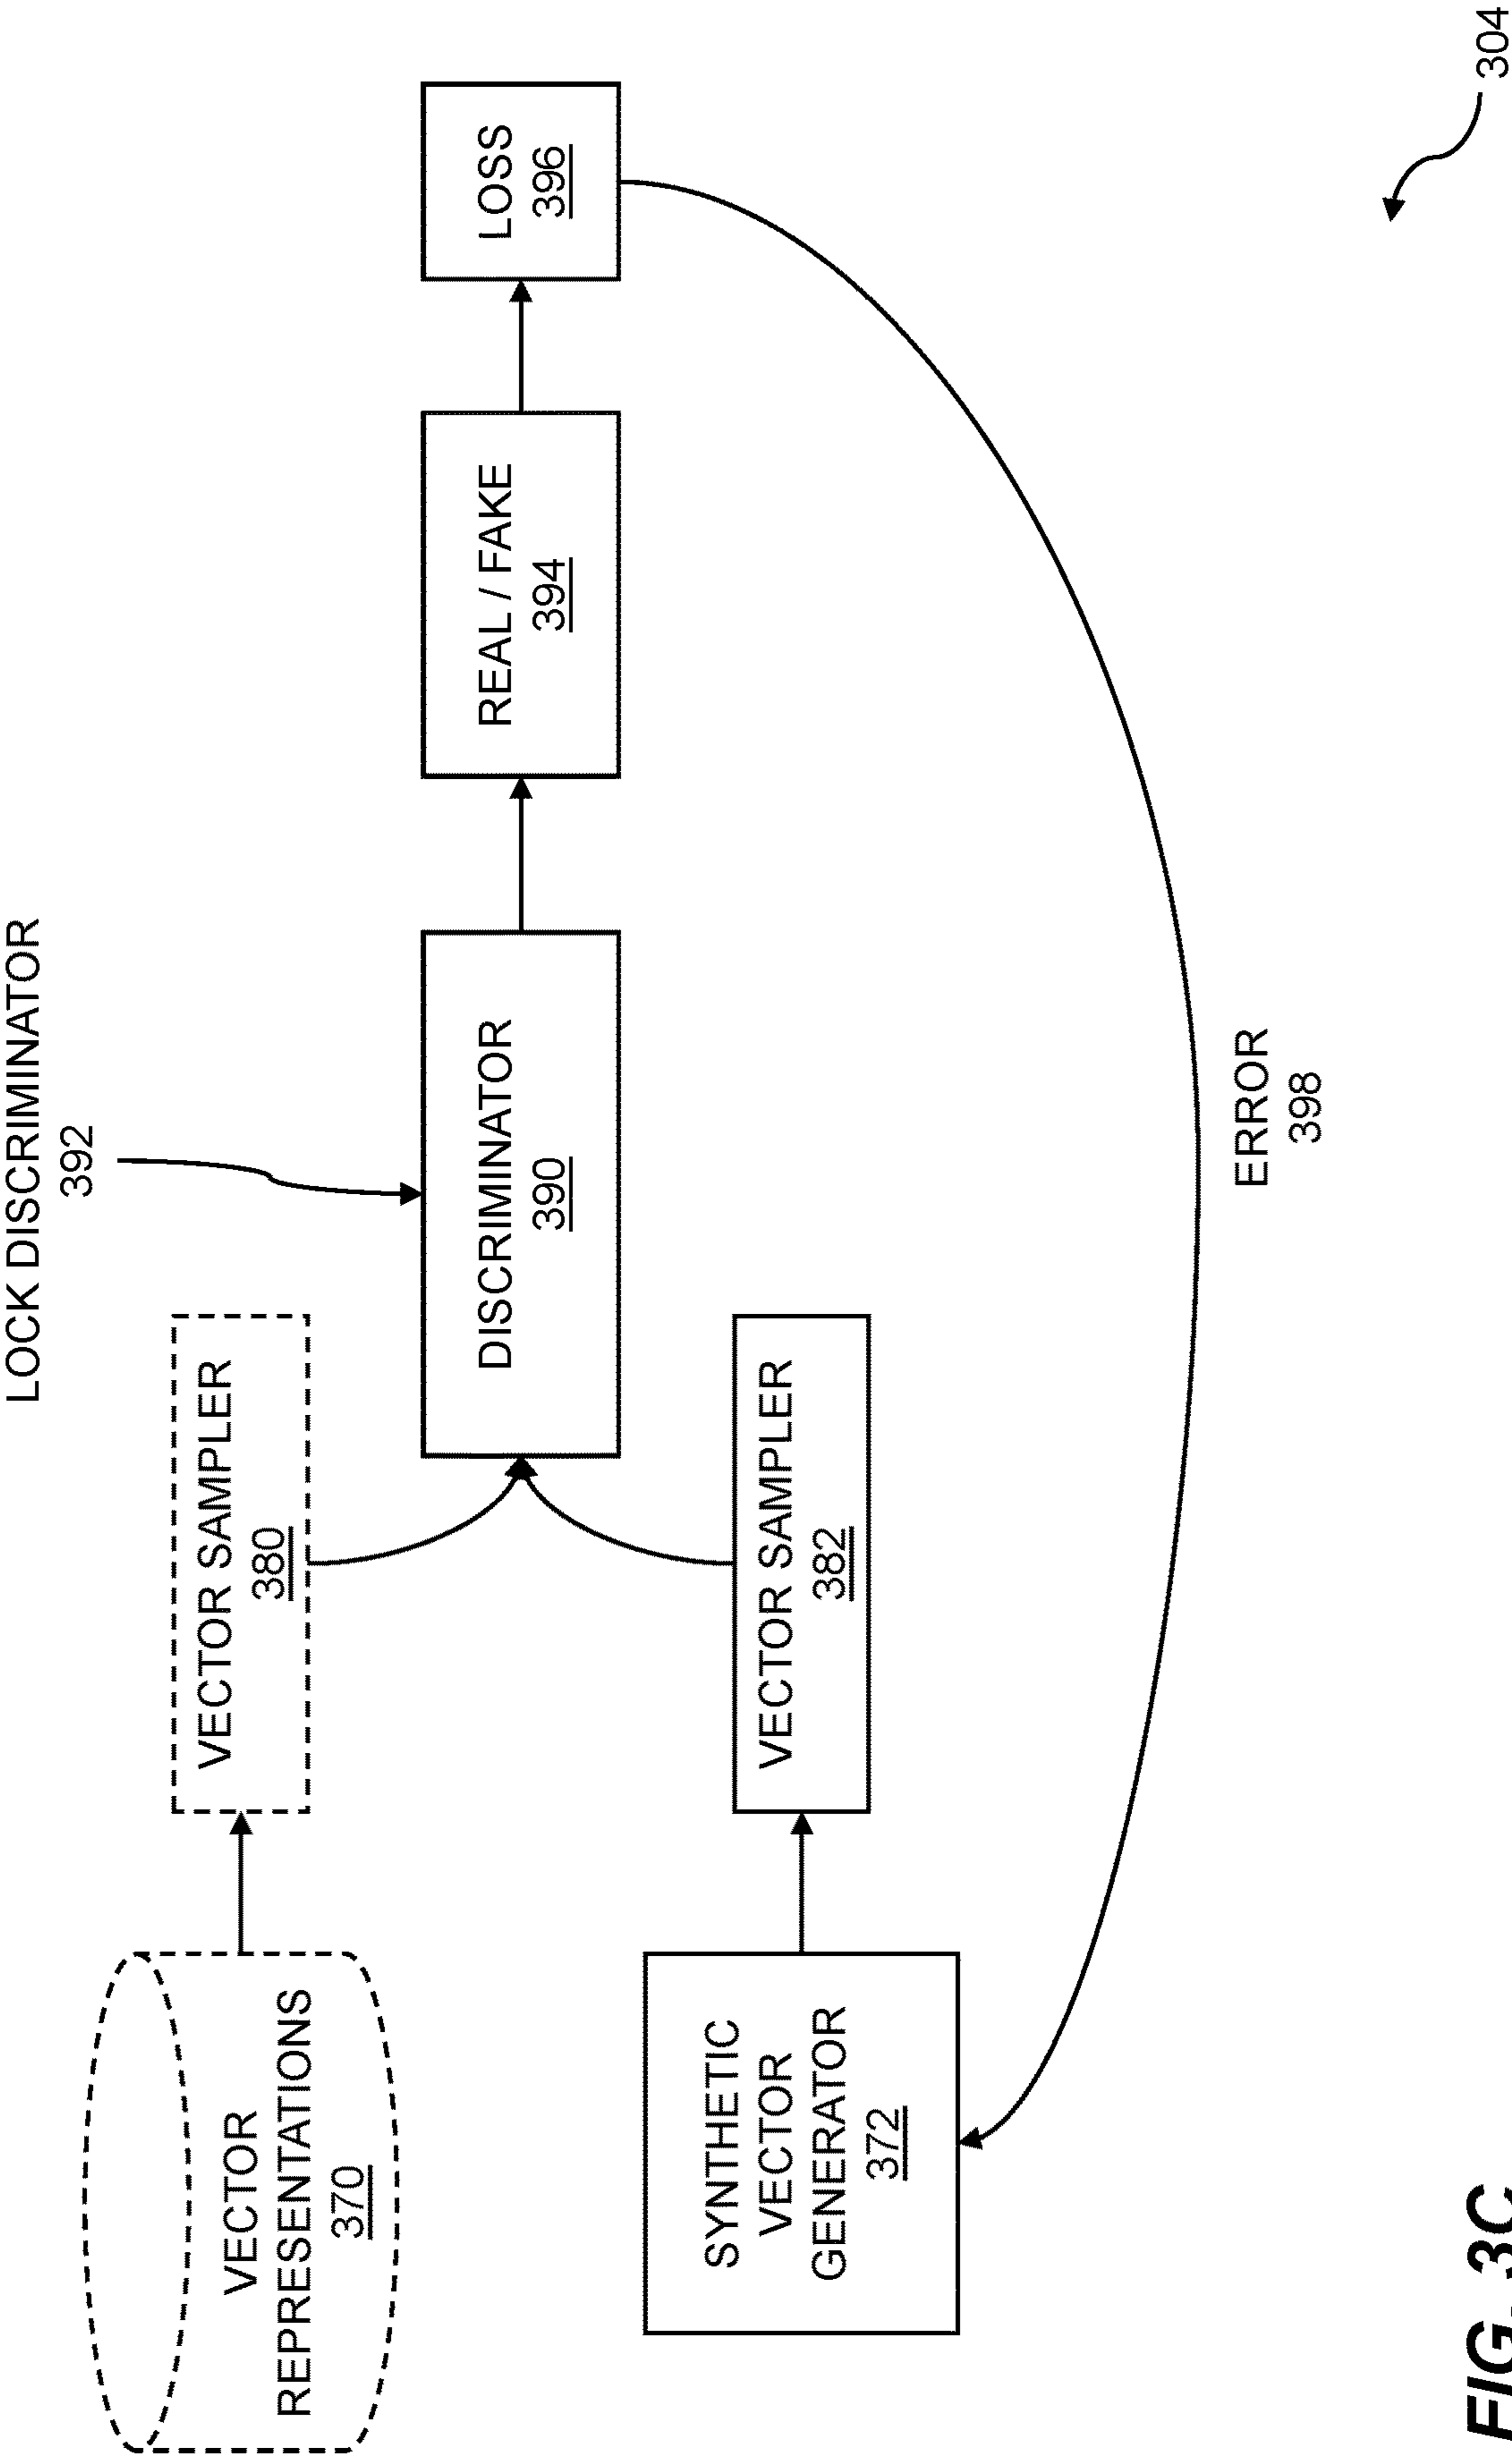 LOCK DISCRIMINATOR
392
VECTOR
REPRESENTATIONS
370
VECTOR SAMPLER
380
DISCRIMINATOR
390
REAL / FAKE
394
LOSS
396
SYNTHETIC
VECTOR
GENERATOR
372
VECTOR SAMPLER
382
ERROR
398
304
FIG. 3C